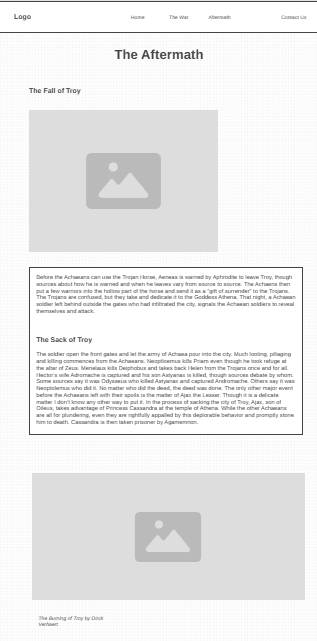 Logo
Home The War Aftermath Contact Us
The Aftermath
The Fall of Troy
Before the Achaeans can use the Trojan Horse, Aeneas is warned by Aphrodite to leave Troy, though
sources about how he is warned and when he leaves vary from source to source. The Achaeans then
put a few warriors into the hollow part of the horse and send it as a "gift of surrender" to the Trojans.
The Trojans are confused, but they take and dedicate it to the Goddess Athena. That night, a Achaean
soldier left behind outside the gates who had infiltrated the city, signals the Achaean soldiers to reveal
themselves and attack.
The Sack of Troy
The soldier open the front gates and let the army of Achaea pour into the city. Much looting, pillaging
and killing commences from the Achaeans. Neoptloemus kills Priam even though he took refuge at
the altar of Zeus. Menelaus kills Deiphobus and takes back Helen from the Trojans once and for all.
Hector's wife Adromache is captured and his son Astyanax is killed, though sources debate by whom.
Some sources say it was Odysseus who killed Astyanax and captured Andromache. Others say it was
Neoptolemus who did it. No matter who did the deed, the deed was done. The only other major event
before the Achaeans left with their spoils is the matter of Ajax the Lesser. Though it is a delicate
matter I don't know any other way to put it. In the process of sacking the city of Troy, Ajax, son of
Oileus, takes advantage of Princess Cassandra at the temple of Athena. While the other Achaeans
are all for plundering, even they are rightfully appalled by this deplorable behavior and promptly stone
him to death. Cassandra is then taken prisoner by Agamemnon.
The Burning of Troy by Dirck
Verhaert